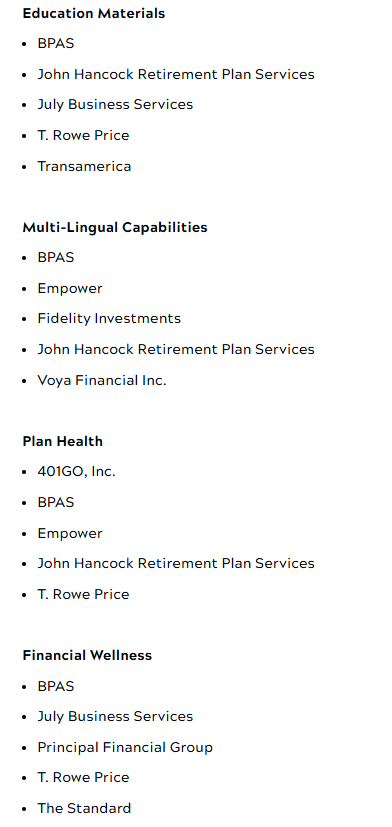 Education Materials
• BPAS
• John Hancock Retirement Plan Services
• July Business Services
• T. Rowe Price
• Transamerica
Multi-Lingual Capabilities
• BPAS
• Empower
• Fidelity Investments
• John Hancock Retirement Plan Services
• Voya Financial Inc.
Plan Health
• 401GO, Inc.
• BPAS
• Empower
• John Hancock Retirement Plan Services
• T. Rowe Price
Financial Wellness
• BPAS
• July Business Services
• Principal Financial Group
• T. Rowe Price
• The Standard